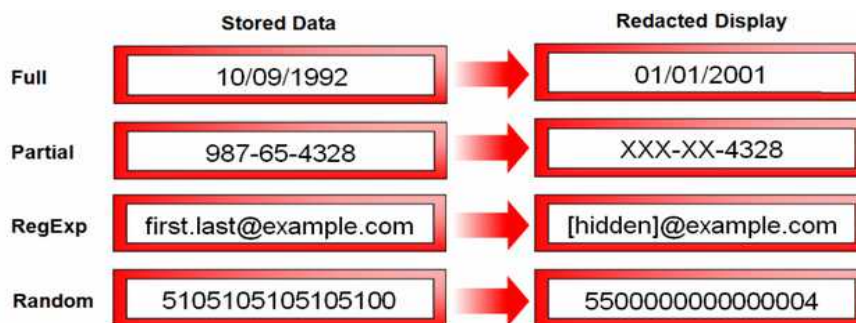 Stored Data Redacted Display
Full 10/09/1992 01/01/2001
Partial 987-65-4328 XXX-XX-4328
RegExp first.last@example.com [hidden]@example.com
Random 5105105105105100 5500000000000004